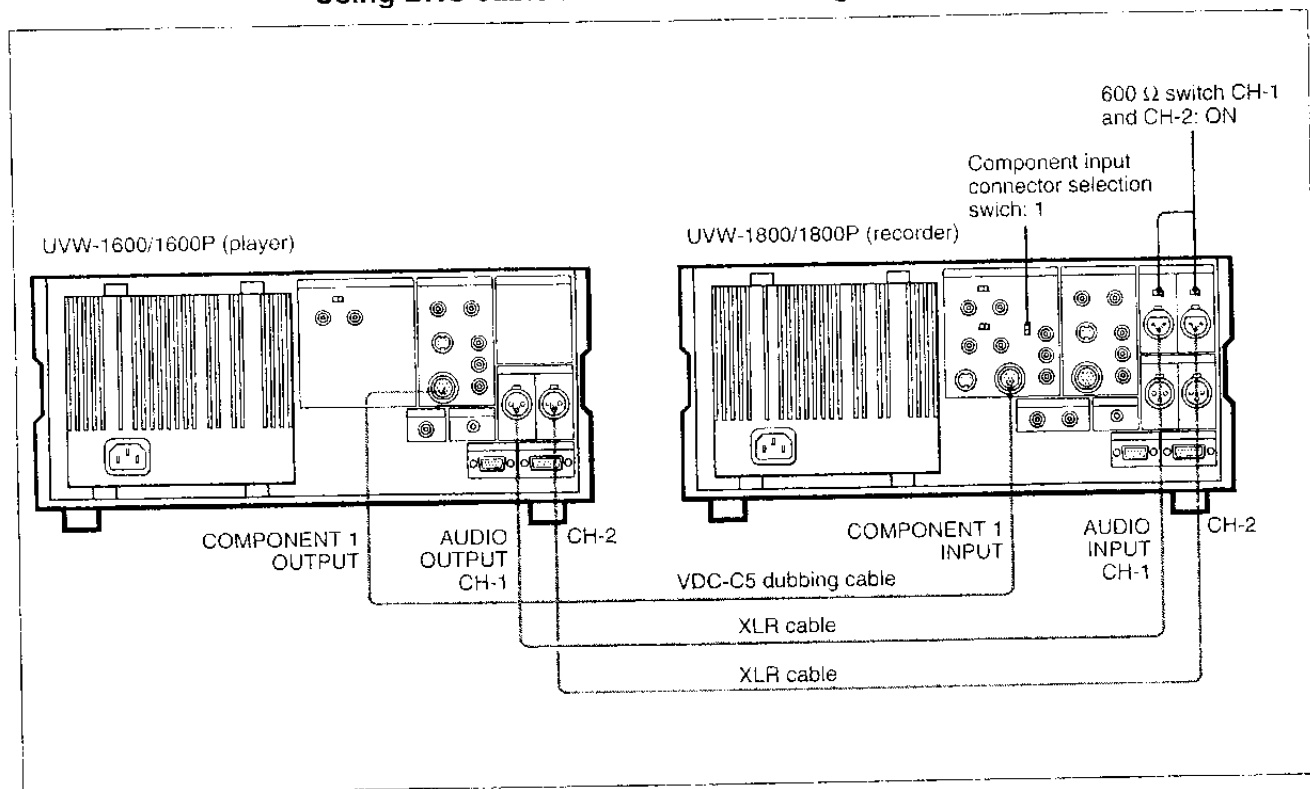 600 Ω switch CH-1
and CH-2: ON
Component input
connector selection
swich: 1
UVW-1600/1600P (player)
UVW-1800/1800P (recorder)
COMPONENT 1
OUTPUT
AUDIO
OUTPUT
CH-1
CH-2
COMPONENT 1
INPUT
AUDIO
INPUT
CH-1
CH-2
VDC-C5 dubbing cable
XLR cable
XLR cable